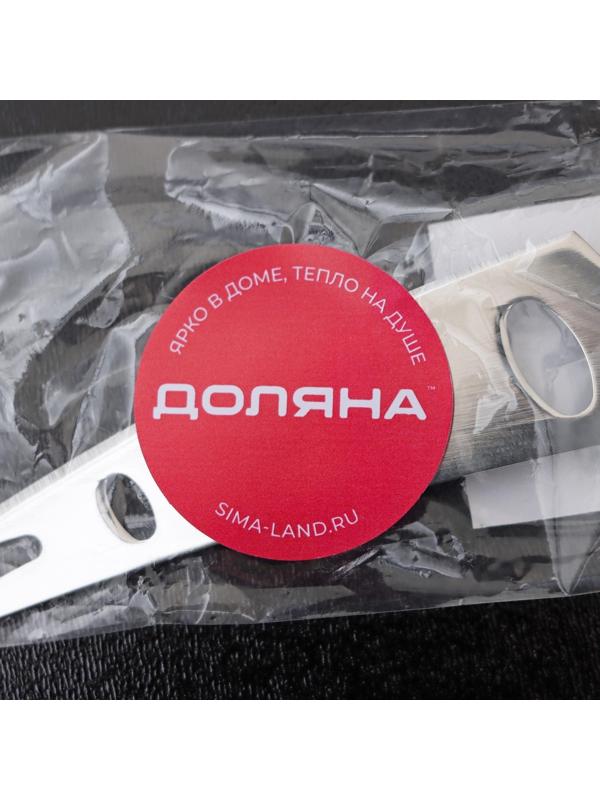 ЯРКО В ДОМЕ, ТЕПЛО НА ДУШЕ
ДОЛЯНА™
SIMA-LAND.RU